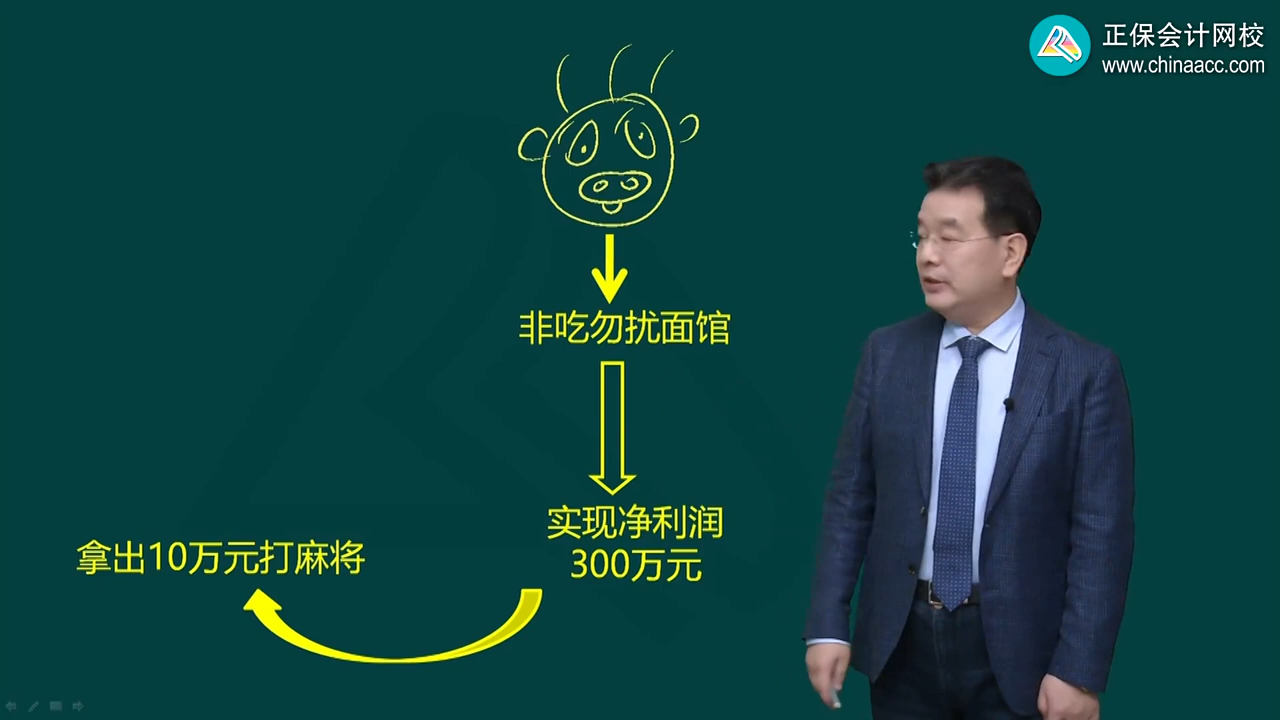 正保会计网校
www.chinaacc.com
非吃勿扰面馆
实现净利润
300万元
拿出10万元打麻将